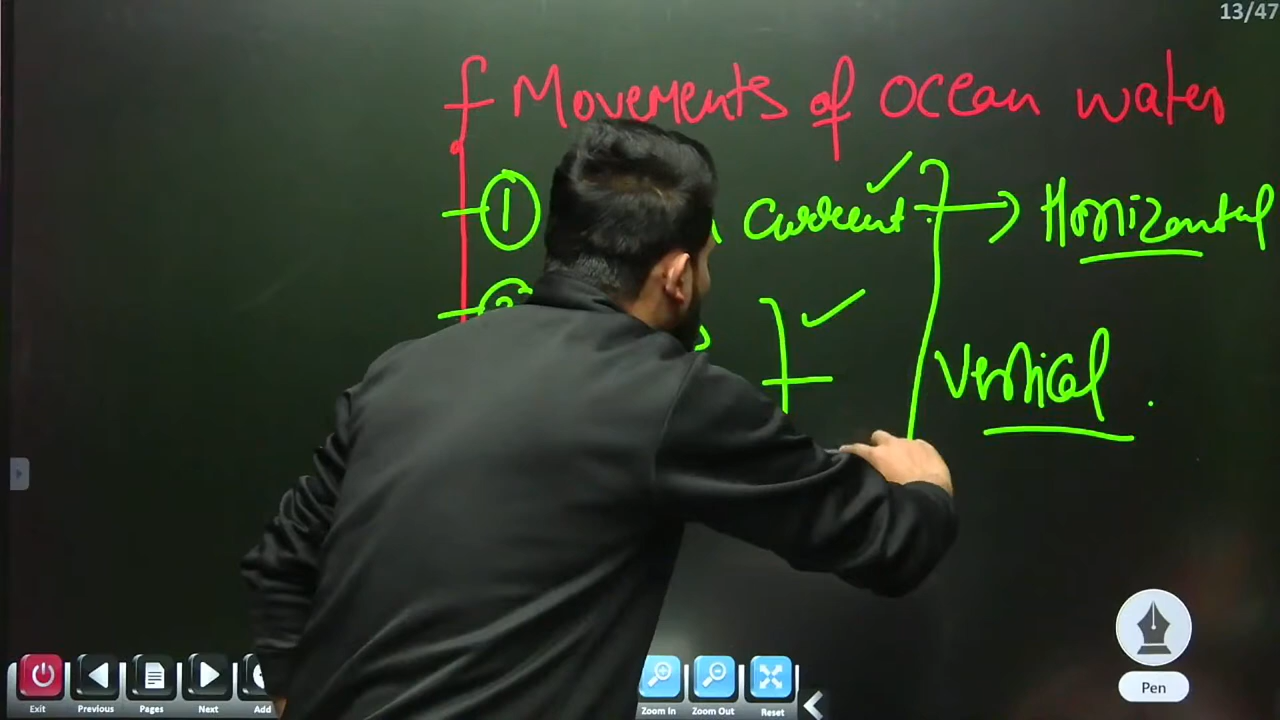 13/47
Movements of ocean water
① current. → Horizontal
Vertical.
Pen
Exit Previous Pages Next Add Zoom In Zoom Out Reset